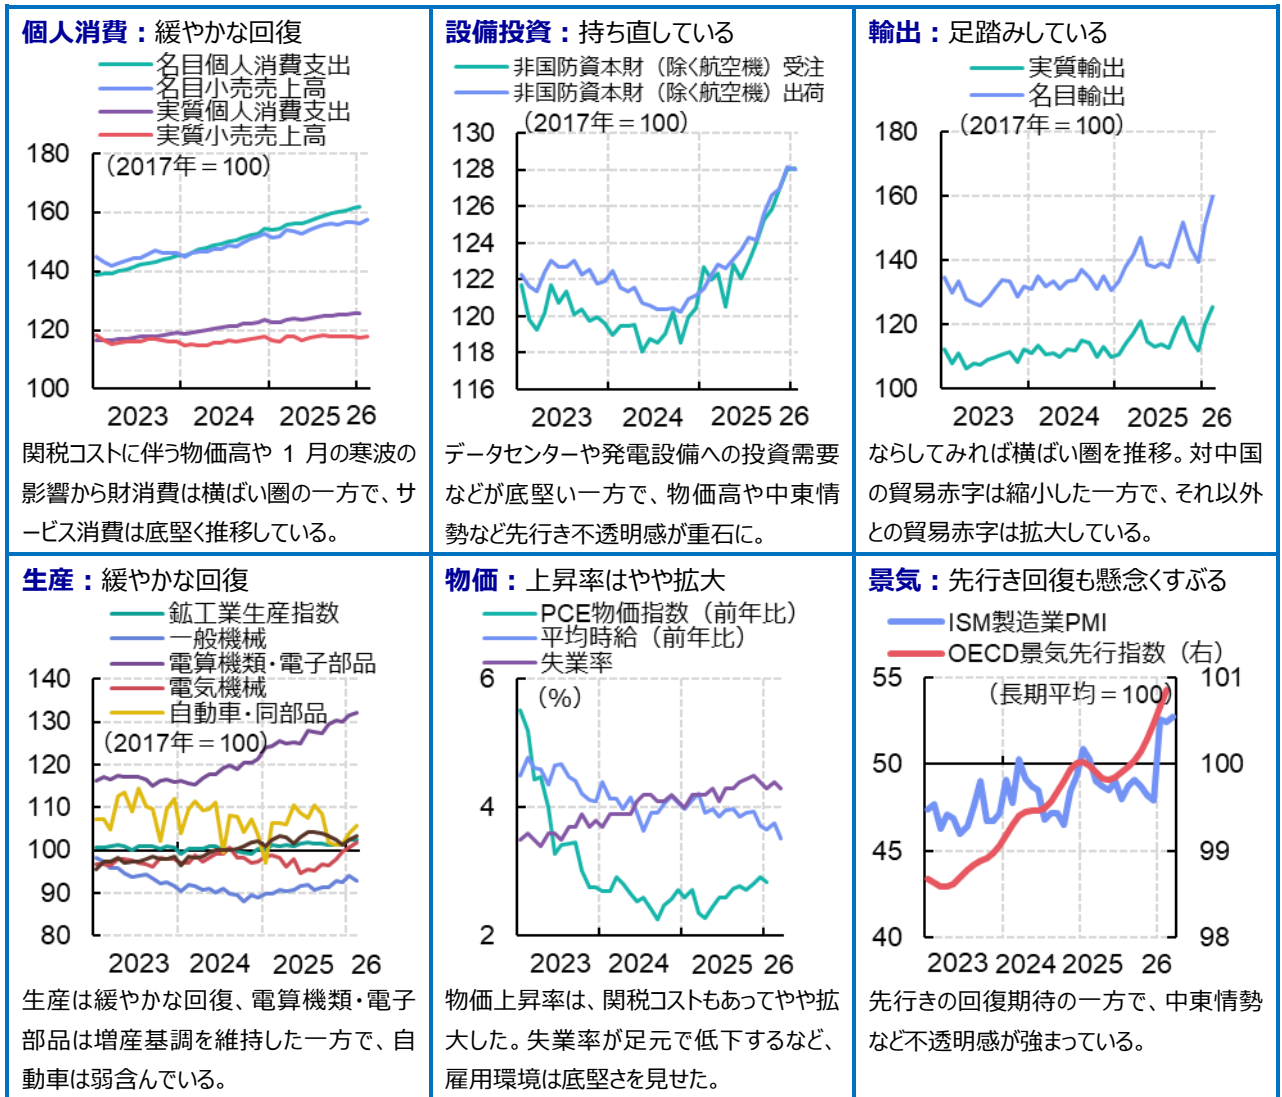 個人消費：緩やかな回復
名目個人消費支出
名目小売売上高
実質個人消費支出
実質小売売上高
（2017年＝100）
180
160
140
120
100
2023 2024 2025 26
関税コストに伴う物価高や 1 月の寒波の
影響から財消費は横ばい圏の一方で、サ
ービス消費は底堅く推移している。
設備投資：持ち直している
非国防資本財（除く航空機）受注
非国防資本財（除く航空機）出荷
（2017年＝100）
130
128
126
124
122
120
118
116
2023 2024 2025 26
データセンターや発電設備への投資需要
などが底堅い一方で、物価高や中東情
勢など先行き不透明感が重石に。
輸出：足踏みしている
実質輸出
名目輸出
（2017年＝100）
180
160
140
120
100
2023 2024 2025 26
ならしてみれば横ばい圏を推移。対中国
の貿易赤字は縮小した一方で、それ以外
との貿易赤字は拡大している。
生産：緩やかな回復
鉱工業生産指数
一般機械
電算機類・電子部品
電気機械
自動車・同部品
（2017年＝100）
140
130
120
110
100
90
80
2023 2024 2025 26
生産は緩やかな回復、電算機類・電子
部品は増産基調を維持した一方で、自
動車は弱含んでいる。
物価：上昇率はやや拡大
PCE物価指数（前年比）
平均時給（前年比）
失業率
（%）
6
4
2
2023 2024 2025 26
物価上昇率は、関税コストもあってやや拡
大した。失業率が足元で低下するなど、
雇用環境は底堅さを見せた。
景気：先行き回復も懸念くすぶる
ISM製造業PMI
OECD景気先行指数（右）
（長期平均＝100）
55
50
45
40
101
100
99
98
2023 2024 2025 26
先行きの回復期待の一方で、中東情勢
など不透明感が強まっている。